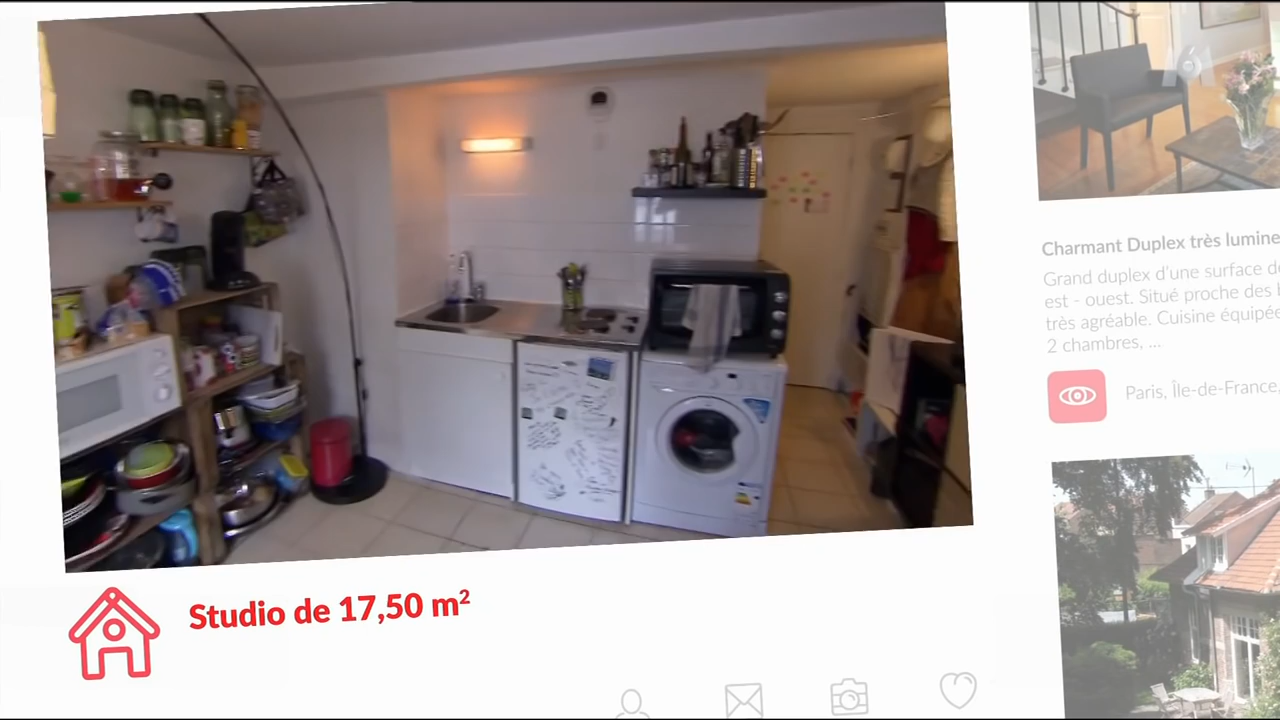 Studio de 17,50 m²
Charmant Duplex très lumine
Grand duplex d'une surface d
est - ouest. Situé proche des
très agréable. Cuisine équipée
2 chambres, ...
Paris, Île-de-France